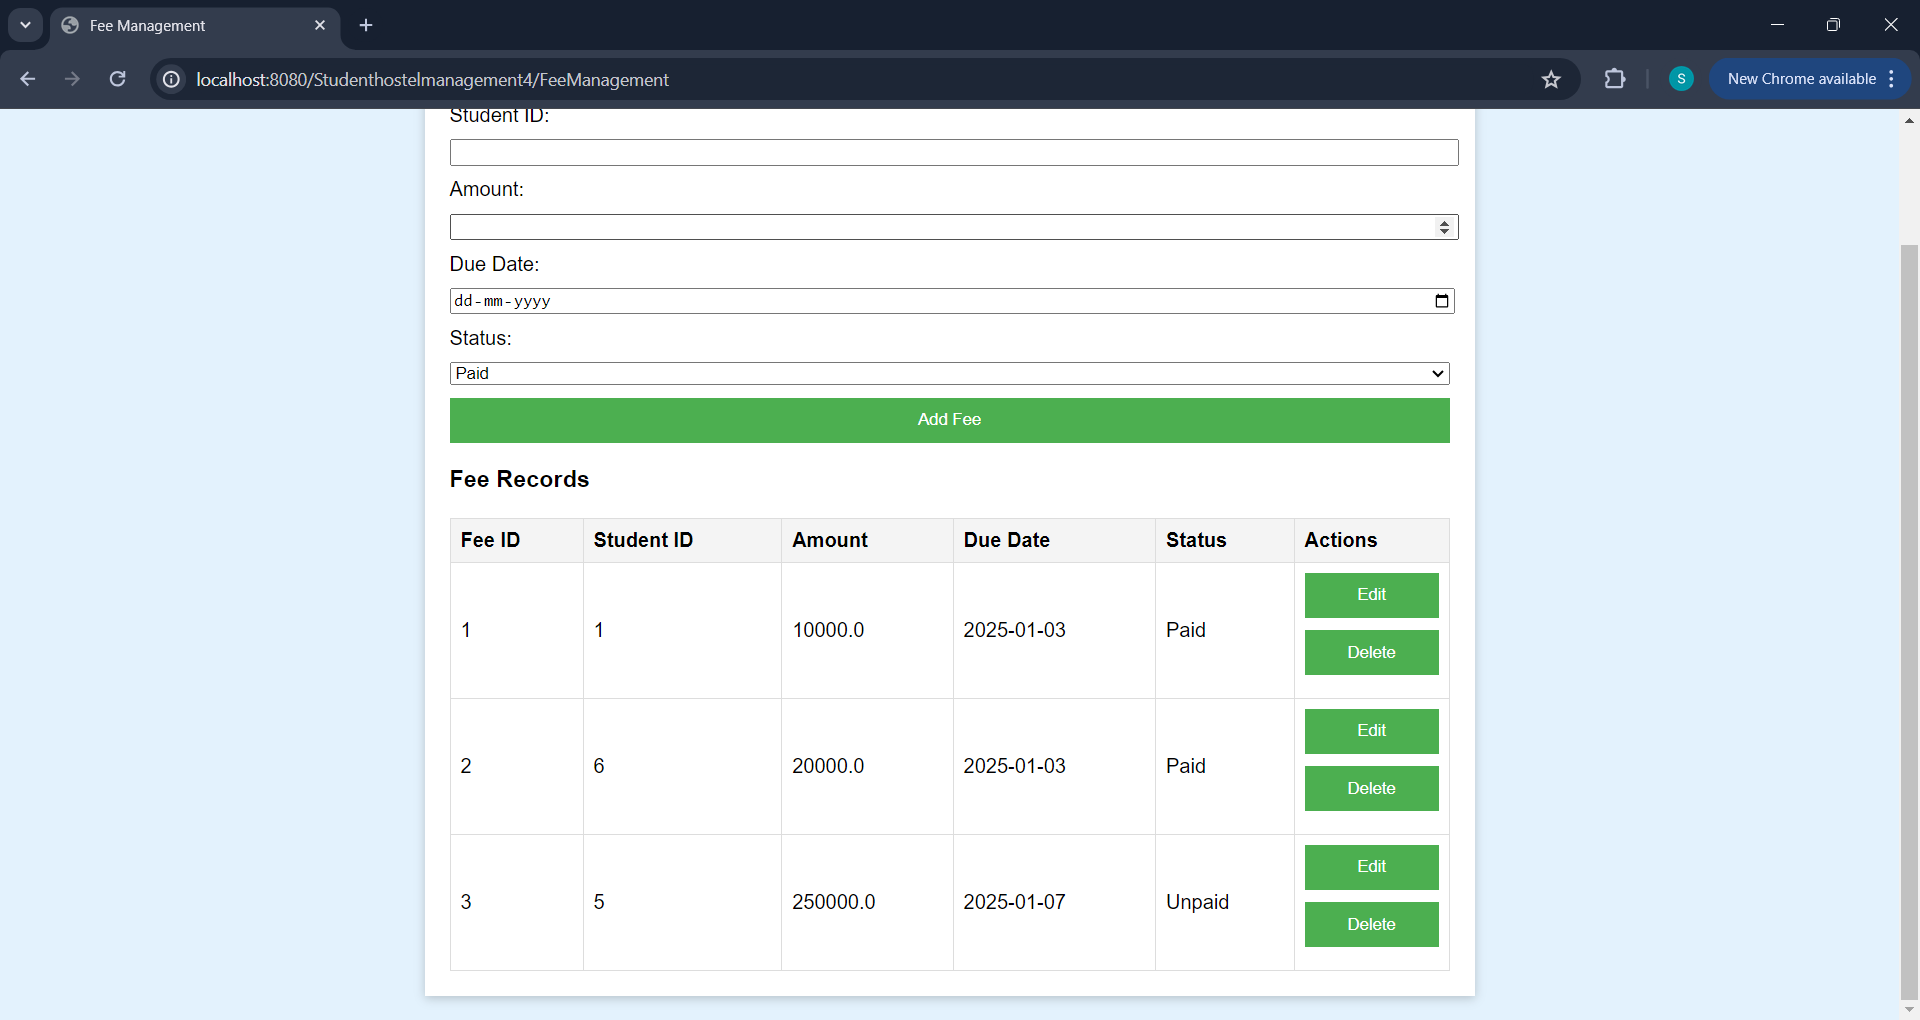 Fee Management
localhost:8080/Studenthostelmanagement4/FeeManagement
S
New Chrome available
Student ID:
Amount:
Due Date:
dd-mm-yyyy
Status:
Paid
Add Fee
Fee Records
Fee ID Student ID Amount Due Date Status Actions
1 1 10000.0 2025-01-03 Paid Edit
Delete
2 6 20000.0 2025-01-03 Paid Edit
Delete
3 5 250000.0 2025-01-07 Unpaid Edit
Delete